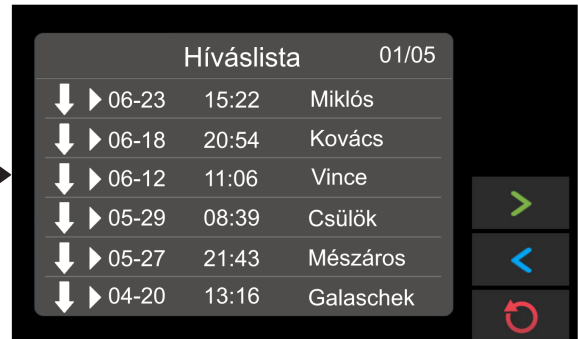 Híváslista 01/05
06-23 15:22 Miklós
06-18 20:54 Kovács
06-12 11:06 Vince
05-29 08:39 Csülök
05-27 21:43 Mészáros
04-20 13:16 Galaschek